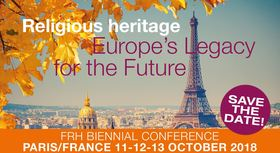 Religious heritage
Europe's Legacy
for the Future
SAVE
THE
DATE!
FRH BIENNIAL CONFERENCE
PARIS/FRANCE 11-12-13 OCTOBER 2018